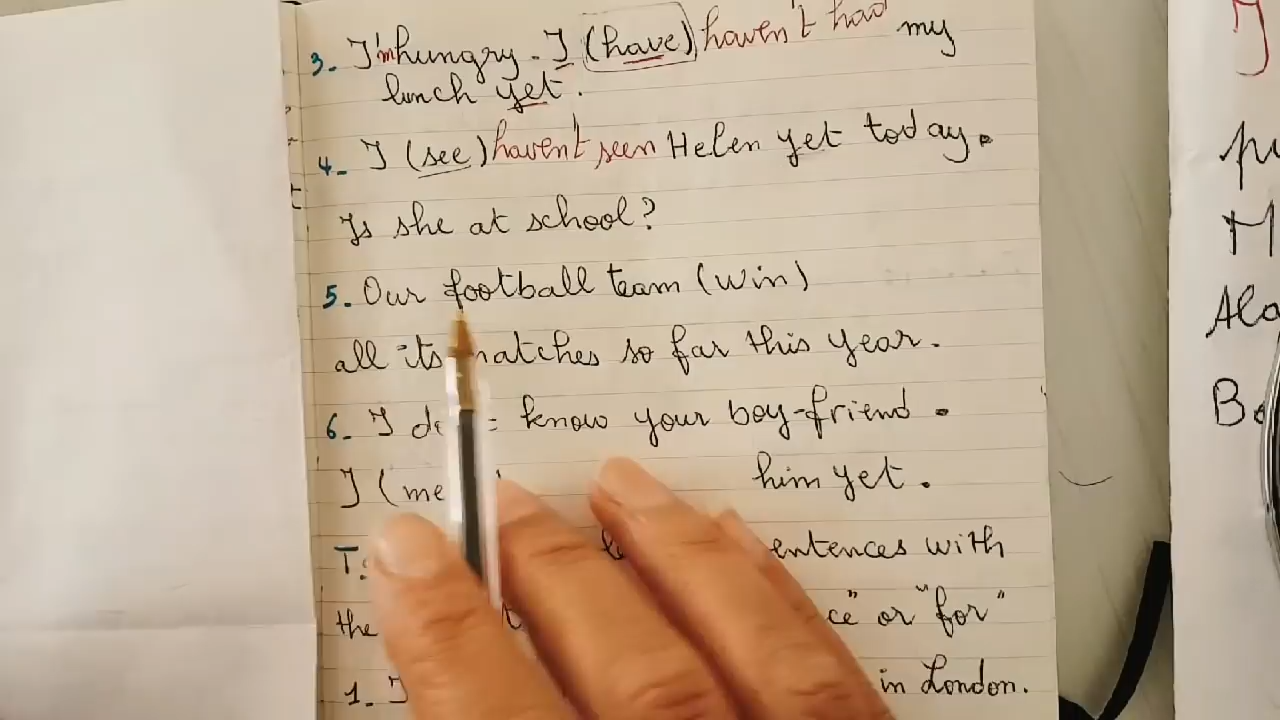 3. I'm hungry. I (have) haven't had my
lunch yet.
4. I (see) haven't seen Helen yet today.
Is she at school?
5. Our football team (win)
all its matches so far this year.
6. I know your boy-friend.
I him yet.
with
the or "for"
1. I in London.